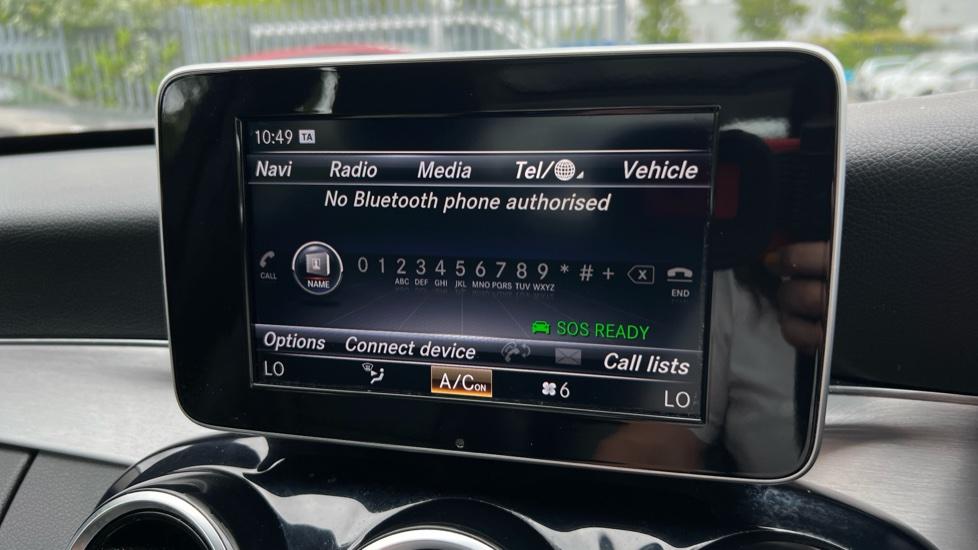 10:49 TA
Navi Radio Media Tel/ Vehicle
No Bluetooth phone authorised
0 1 2 3 4 5 6 7 8 9 * # + X
CALL NAME ABC DEF GHI JKL MNO PQRS TUV WXYZ END
SOS READY
Options Connect device Call lists
LO A/C ON 6 LO